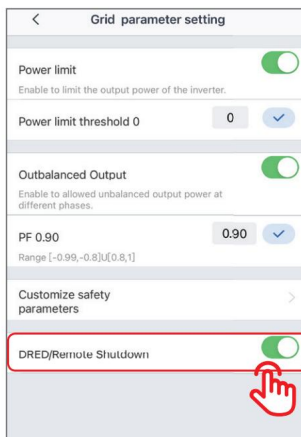 Grid parameter setting
Power limit
Enable to limit the output power of the inverter.
Power limit threshold 0
0
Outbalanced Output
Enable to allowed unbalanced output power at
different phases.
PF 0.90
0.90
Range [-0.99,-0.8]U[0.8,1]
Customize safety
parameters
DRED/Remote Shutdown